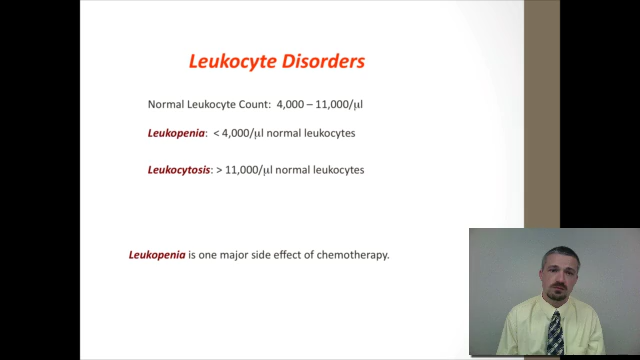 Leukocyte Disorders
Normal Leukocyte Count: 4,000 – 11,000/μl
Leukopenia: < 4,000/μl normal leukocytes
Leukocytosis: > 11,000/μl normal leukocytes
Leukopenia is one major side effect of chemotherapy.